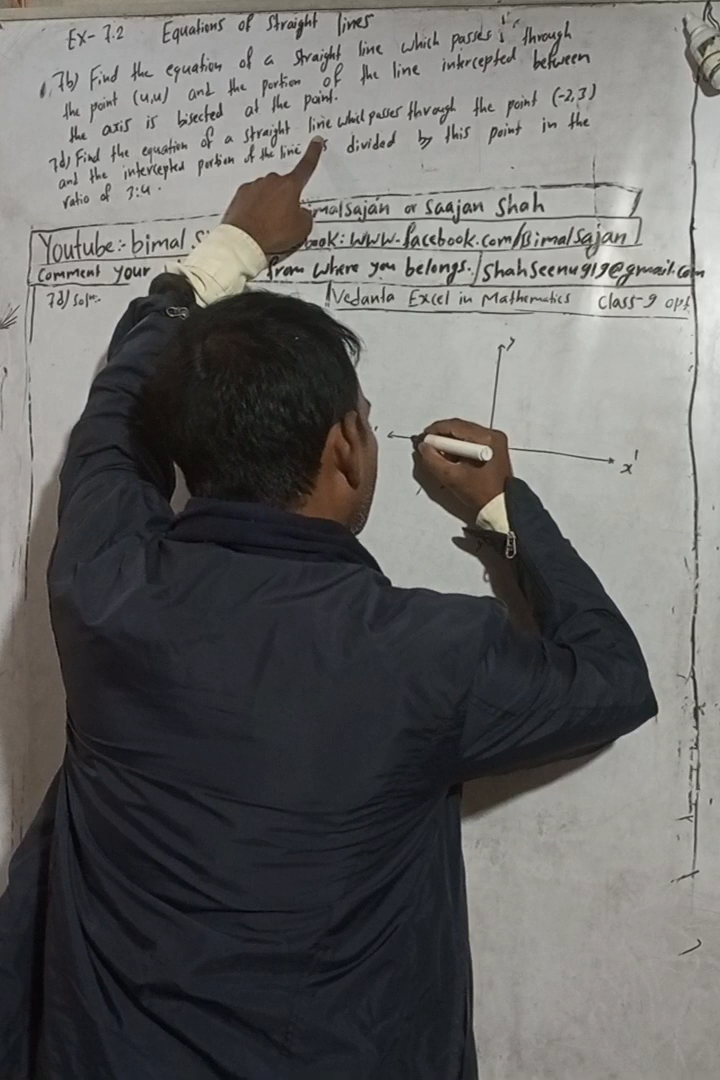 Ex- 7.2 Equations of Straight lines
7b) Find the equation of a straight line which passes through
the point (4,4) and the portion of the line intercepted between
the axis is bisected at the point.
7d) Find the equation of a straight line which passes through the point (-2,3)
and the intercepted portion of the line divided by this point in the
ratio of 3:4.
imalsajan or Saajan Shah
Youtube:- bimal book: www.facebook.com/Bimalsajan
Comment your from where you belongs. shahseenu919@gmail.com
7d) Soln:- Vedanta Excel in Mathematics Class-9 opt
y
x'